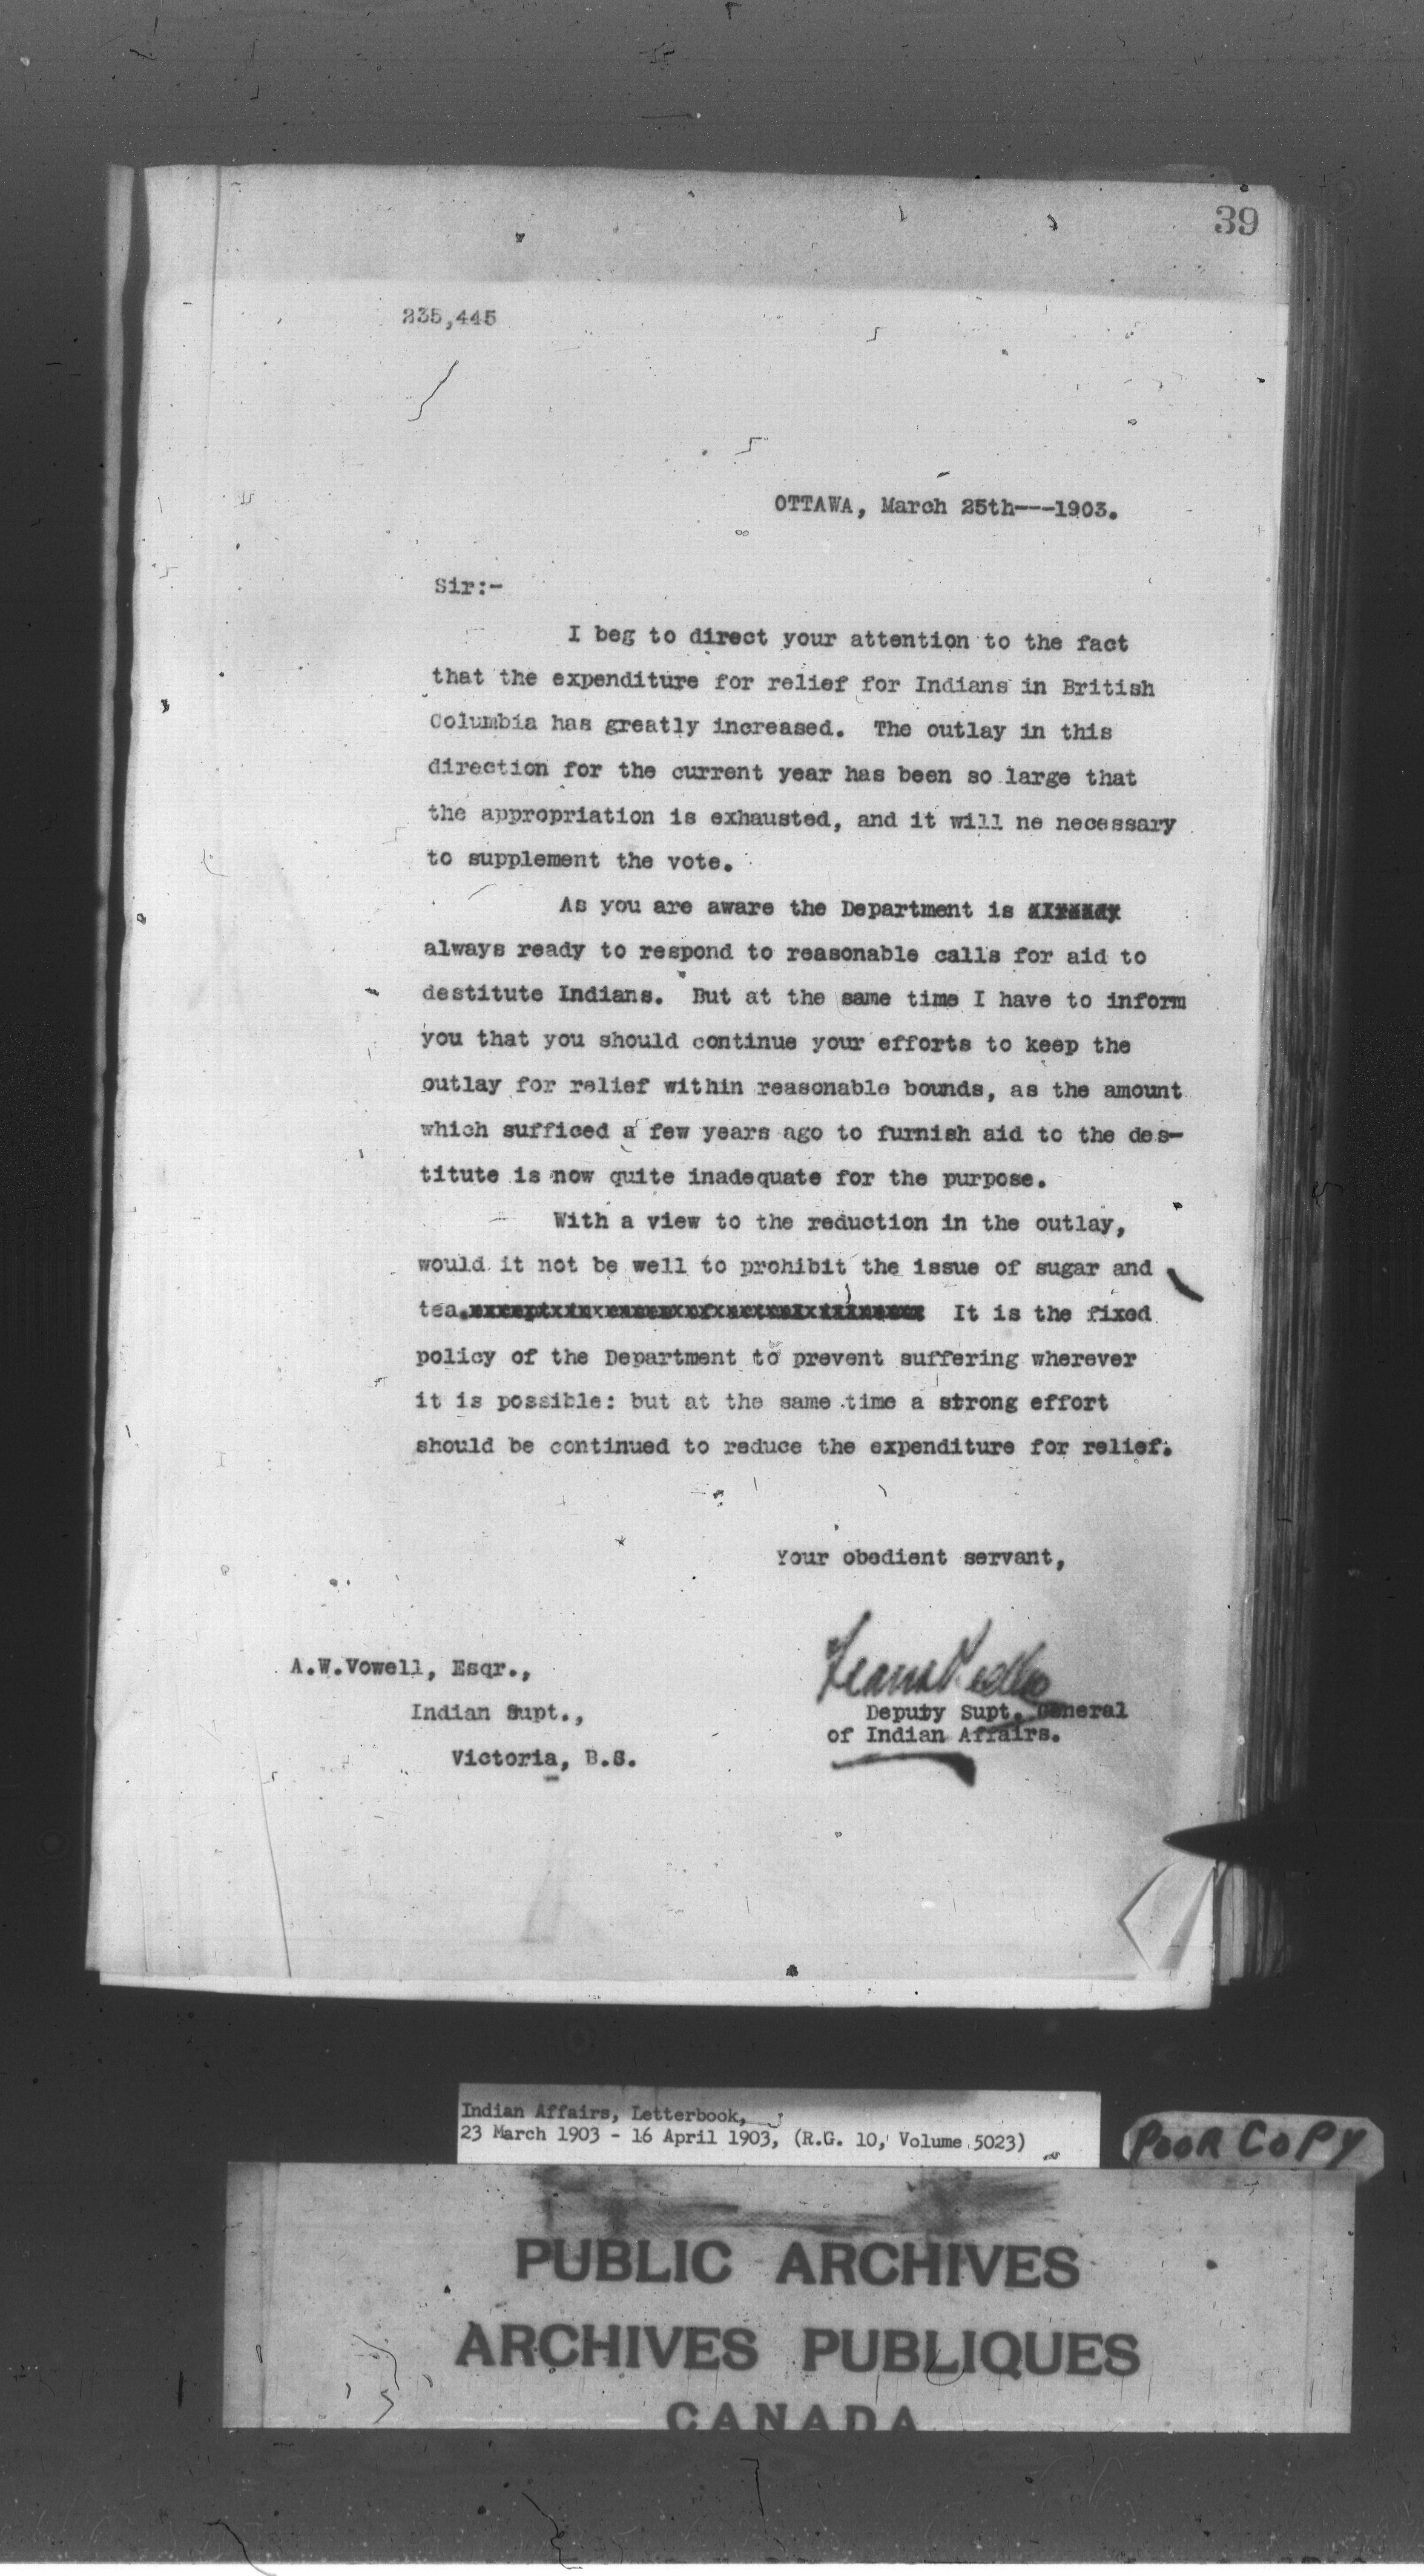 39
235,445
OTTAWA, March 25th---1903.
Sir:-
I beg to direct your attention to the fact
that the expenditure for relief for Indians in British
Columbia has greatly increased. The outlay in this
direction for the current year has been so large that
the appropriation is exhausted, and it will ne necessary
to supplement the vote.
As you are aware the Department is already
always ready to respond to reasonable calls for aid to
destitute Indians. But at the same time I have to inform
you that you should continue your efforts to keep the
outlay for relief within reasonable bounds, as the amount
which sufficed a few years ago to furnish aid to the des-
titute is now quite inadequate for the purpose.
With a view to the reduction in the outlay,
would it not be well to prohibit the issue of sugar and
tea. It is the fixed
policy of the Department to prevent suffering wherever
it is possible: but at the same time a strong effort
should be continued to reduce the expenditure for relief.
Your obedient servant,
Frank Pedley
Deputy Supt. General
of Indian Affairs.
A.W.Vowell, Esqr.,
Indian Supt.,
Victoria, B.S.
Indian Affairs, Letterbook,
23 March 1903 - 16 April 1903, (R.G. 10, Volume 5023)
POOR COPY
PUBLIC ARCHIVES
ARCHIVES PUBLIQUES
CANADA